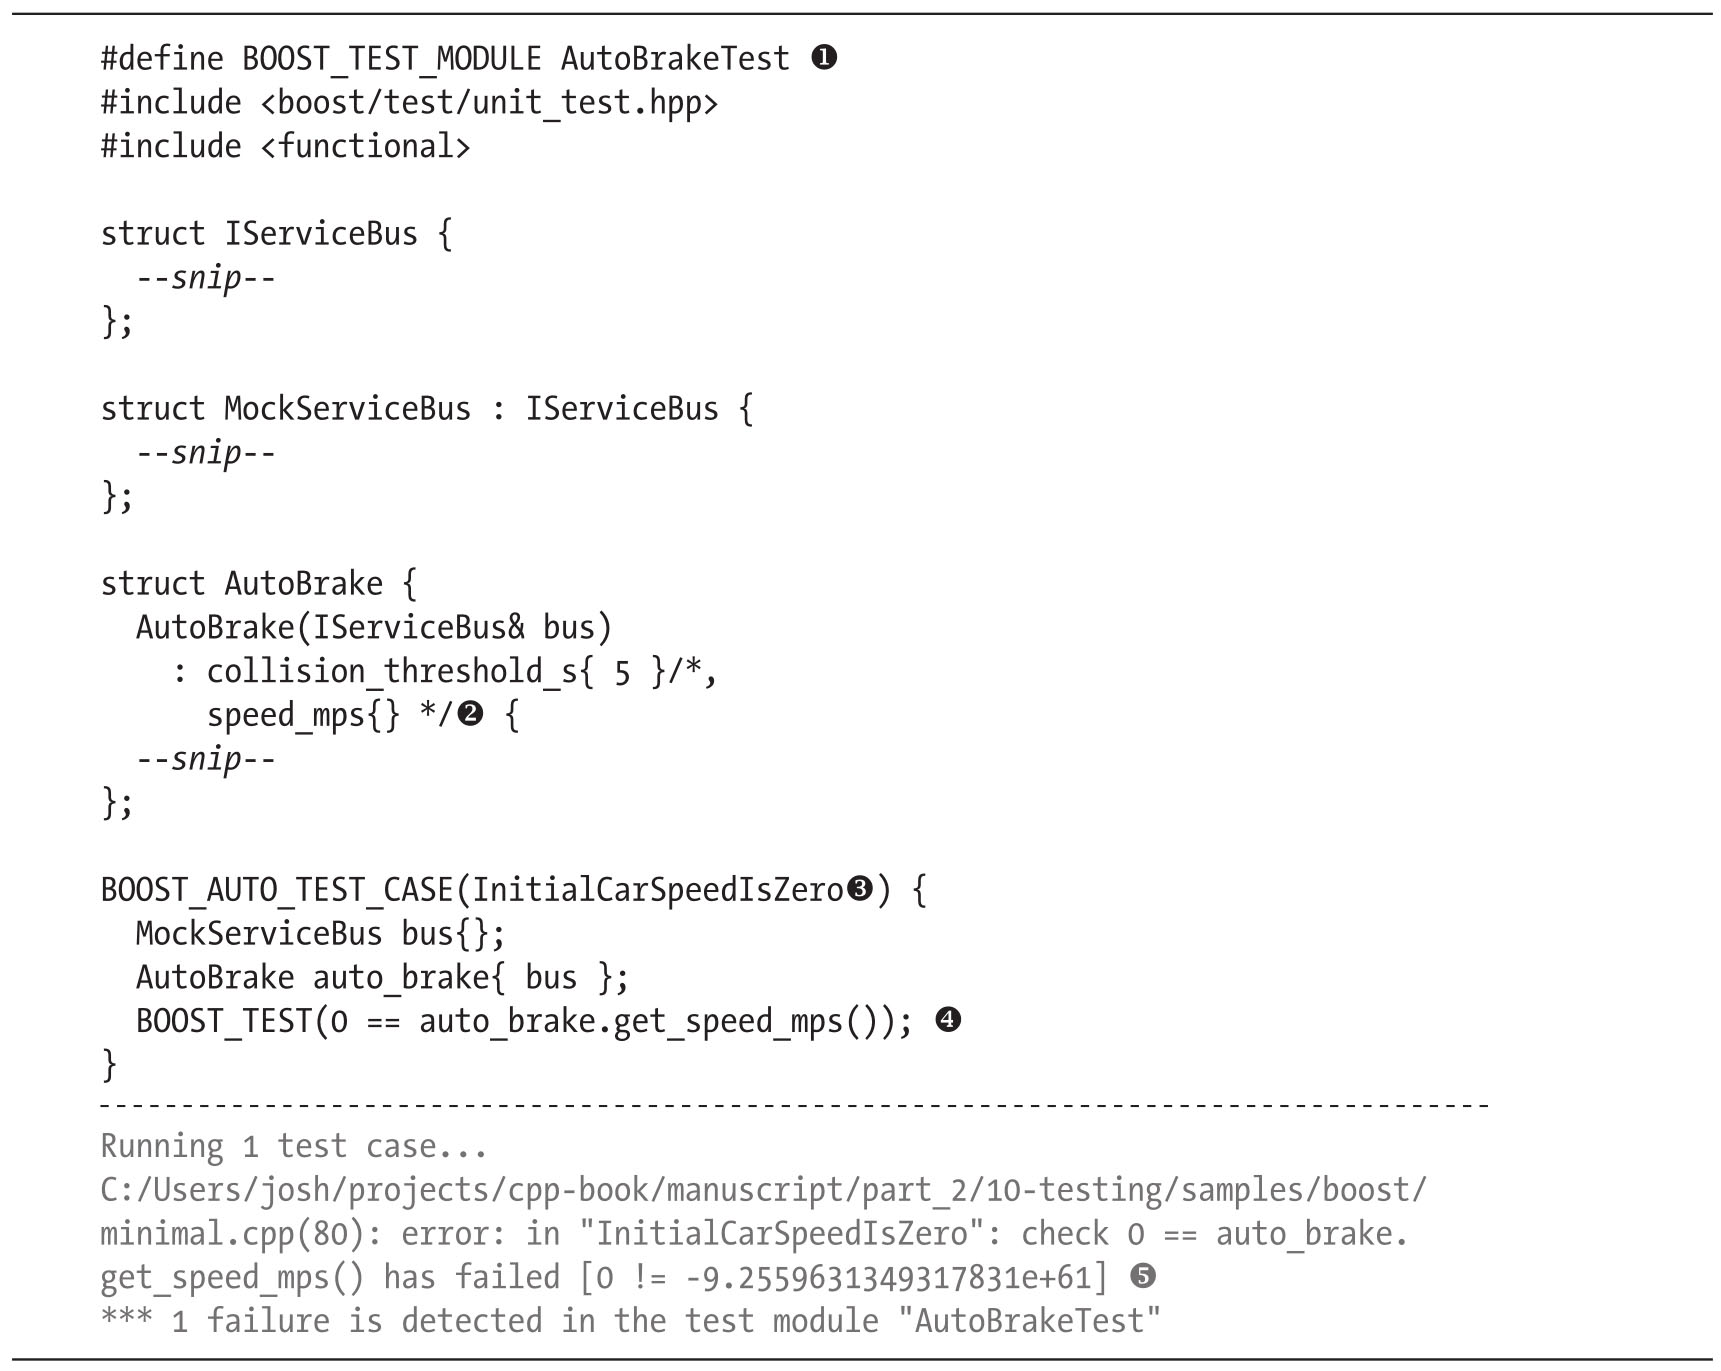 #define BOOST_TEST_MODULE AutoBrakeTest ❶
#include <boost/test/unit_test.hpp>
#include <functional>
struct IServiceBus {
--snip--
};
struct MockServiceBus : IServiceBus {
--snip--
};
struct AutoBrake {
AutoBrake(IServiceBus& bus)
: collision_threshold_s{ 5 }/*,
speed_mps{} */❷ {
--snip--
};
BOOST_AUTO_TEST_CASE(InitialCarSpeedIsZero❸) {
MockServiceBus bus{};
AutoBrake auto_brake{ bus };
BOOST_TEST(0 == auto_brake.get_speed_mps()); ❹
}
Running 1 test case...
C:/Users/josh/projects/cpp-book/manuscript/part_2/10-testing/samples/boost/
minimal.cpp(80): error: in "InitialCarSpeedIsZero": check 0 == auto_brake.
get_speed_mps() has failed [0 != -9.2559631349317831e+61] ❺
*** 1 failure is detected in the test module "AutoBrakeTest"